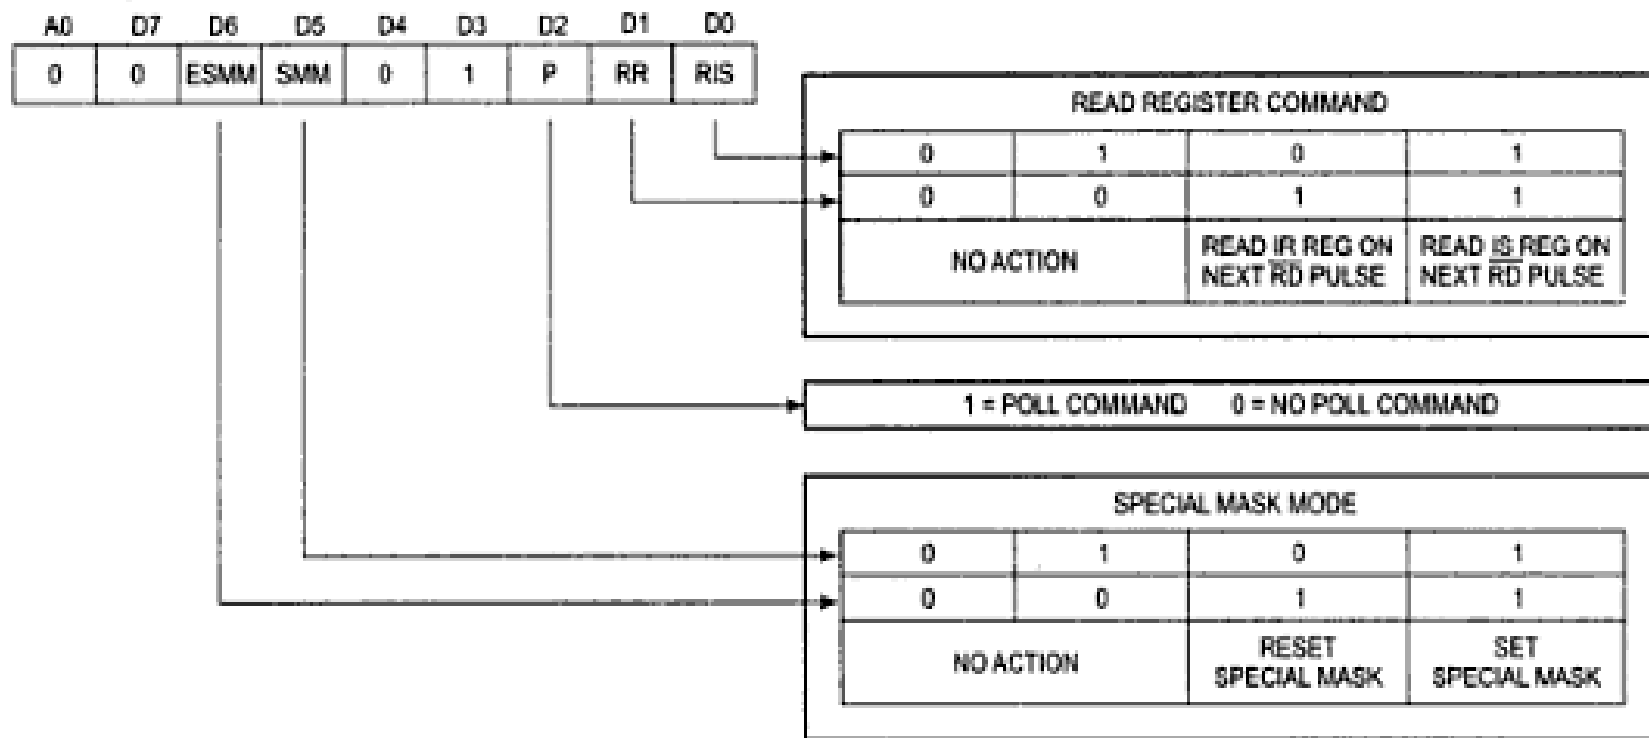 A0 D7 D6 D5 D4 D3 D2 D1 D0
0 0 ESMM SMM 0 1 P RR RIS
READ REGISTER COMMAND
0 1 0 1
0 0 1 1
NO ACTION
READ IR REG ON
NEXT R̅D̅ PULSE
READ IS REG ON
NEXT R̅D̅ PULSE
1 = POLL COMMAND 0 = NO POLL COMMAND
SPECIAL MASK MODE
0 1 0 1
0 0 1 1
NO ACTION
RESET
SPECIAL MASK
SET
SPECIAL MASK